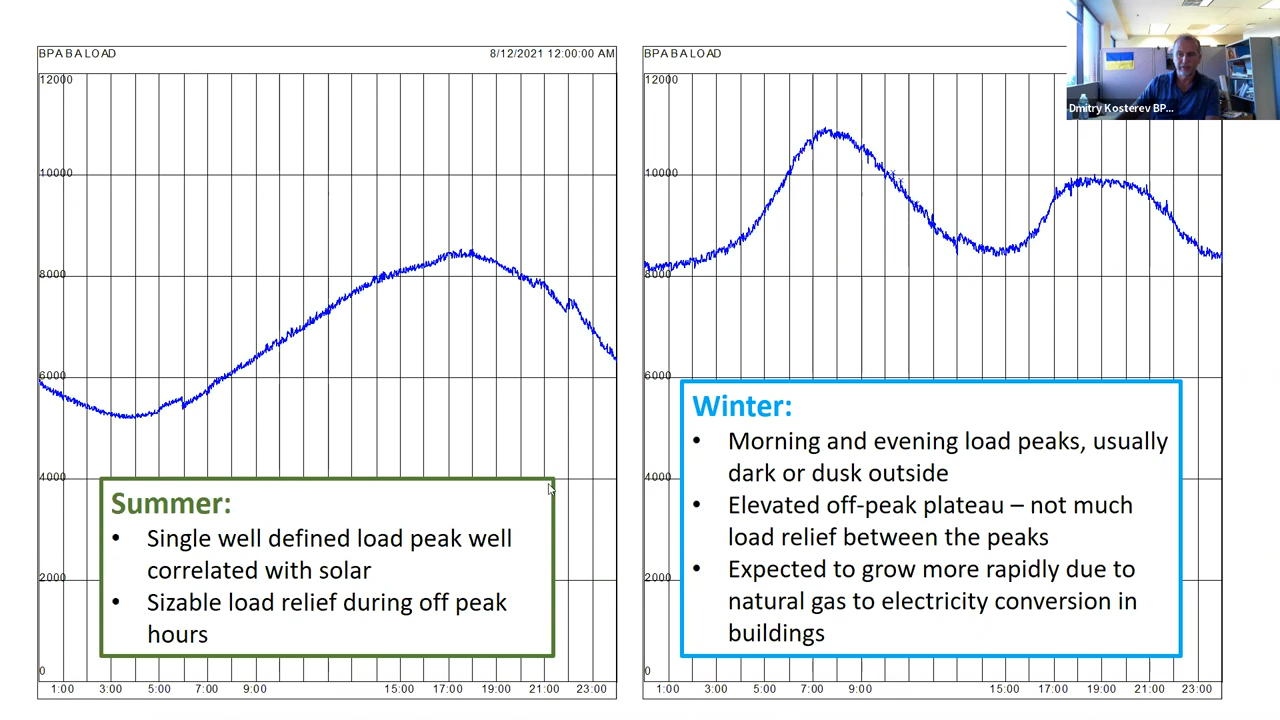 BPA BA LOAD
8/12/2021 12:00:00 AM
12000
10000
8000
6000
4000
2000
0
1:00 3:00 5:00 7:00 9:00 15:00 17:00 19:00 21:00 23:00
Summer:
• Single well defined load peak well
correlated with solar
• Sizable load relief during off peak
hours
BPA BA LOAD
12000
10000
8000
6000
2000
0
1:00 3:00 5:00 7:00 9:00 15:00 17:00 19:00 21:00 23:00
Winter:
• Morning and evening load peaks, usually
dark or dusk outside
• Elevated off-peak plateau – not much
load relief between the peaks
• Expected to grow more rapidly due to
natural gas to electricity conversion in
buildings
Dmitry Kosterev BP...